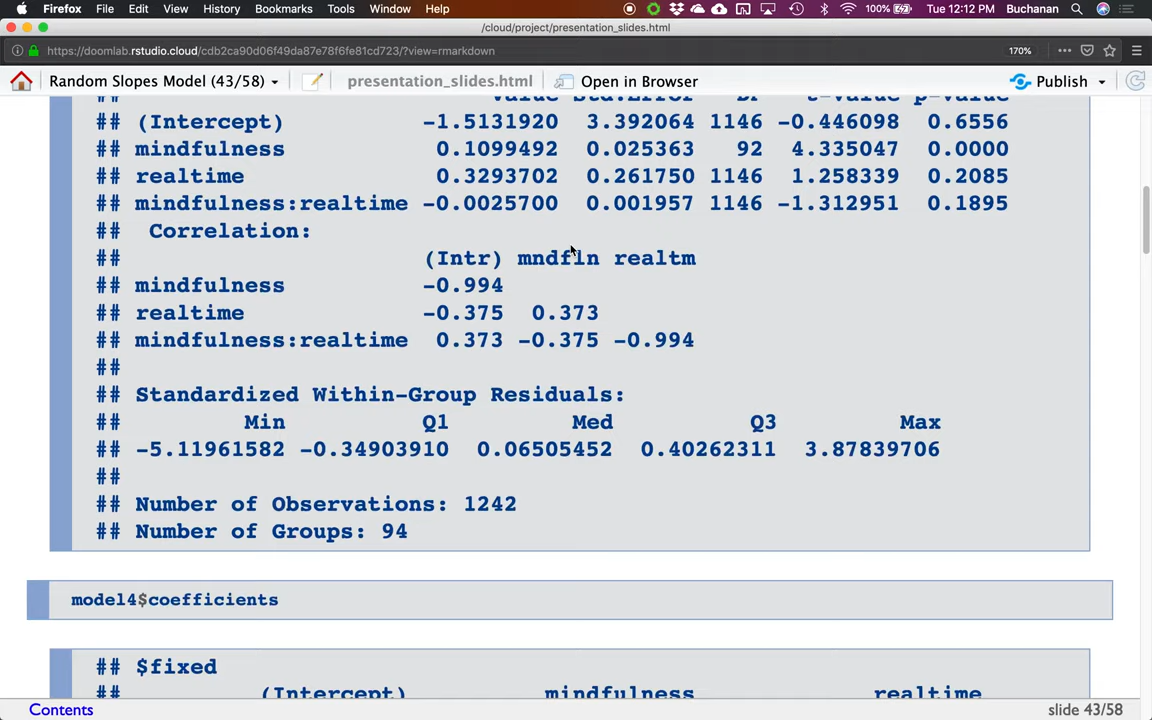 Firefox File Edit View History Bookmarks Tools Window Help 100% Tue 12:12 PM Buchanan
/cloud/project/presentation_slides.html
https://doomlab.rstudio.cloud/cdb2ca90d06f49da87e78f6fe81cd723/?view=rmarkdown 170%
Random Slopes Model (43/58) presentation_slides.html Open in Browser Publish
## Value Std.Error DF t-value p-value
## (Intercept) -1.5131920 3.392064 1146 -0.446098 0.6556
## mindfulness 0.1099492 0.025363 92 4.335047 0.0000
## realtime 0.3293702 0.261750 1146 1.258339 0.2085
## mindfulness:realtime -0.0025700 0.001957 1146 -1.312951 0.1895
## Correlation:
## (Intr) mndfln realtm
## mindfulness -0.994
## realtime -0.375 0.373
## mindfulness:realtime 0.373 -0.375 -0.994
##
## Standardized Within-Group Residuals:
## Min Q1 Med Q3 Max
## -5.11961582 -0.34903910 0.06505452 0.40262311 3.87839706
##
## Number of Observations: 1242
## Number of Groups: 94
model4$coefficients
## $fixed
## (Intercept) mindfulness realtime
Contents slide 43/58